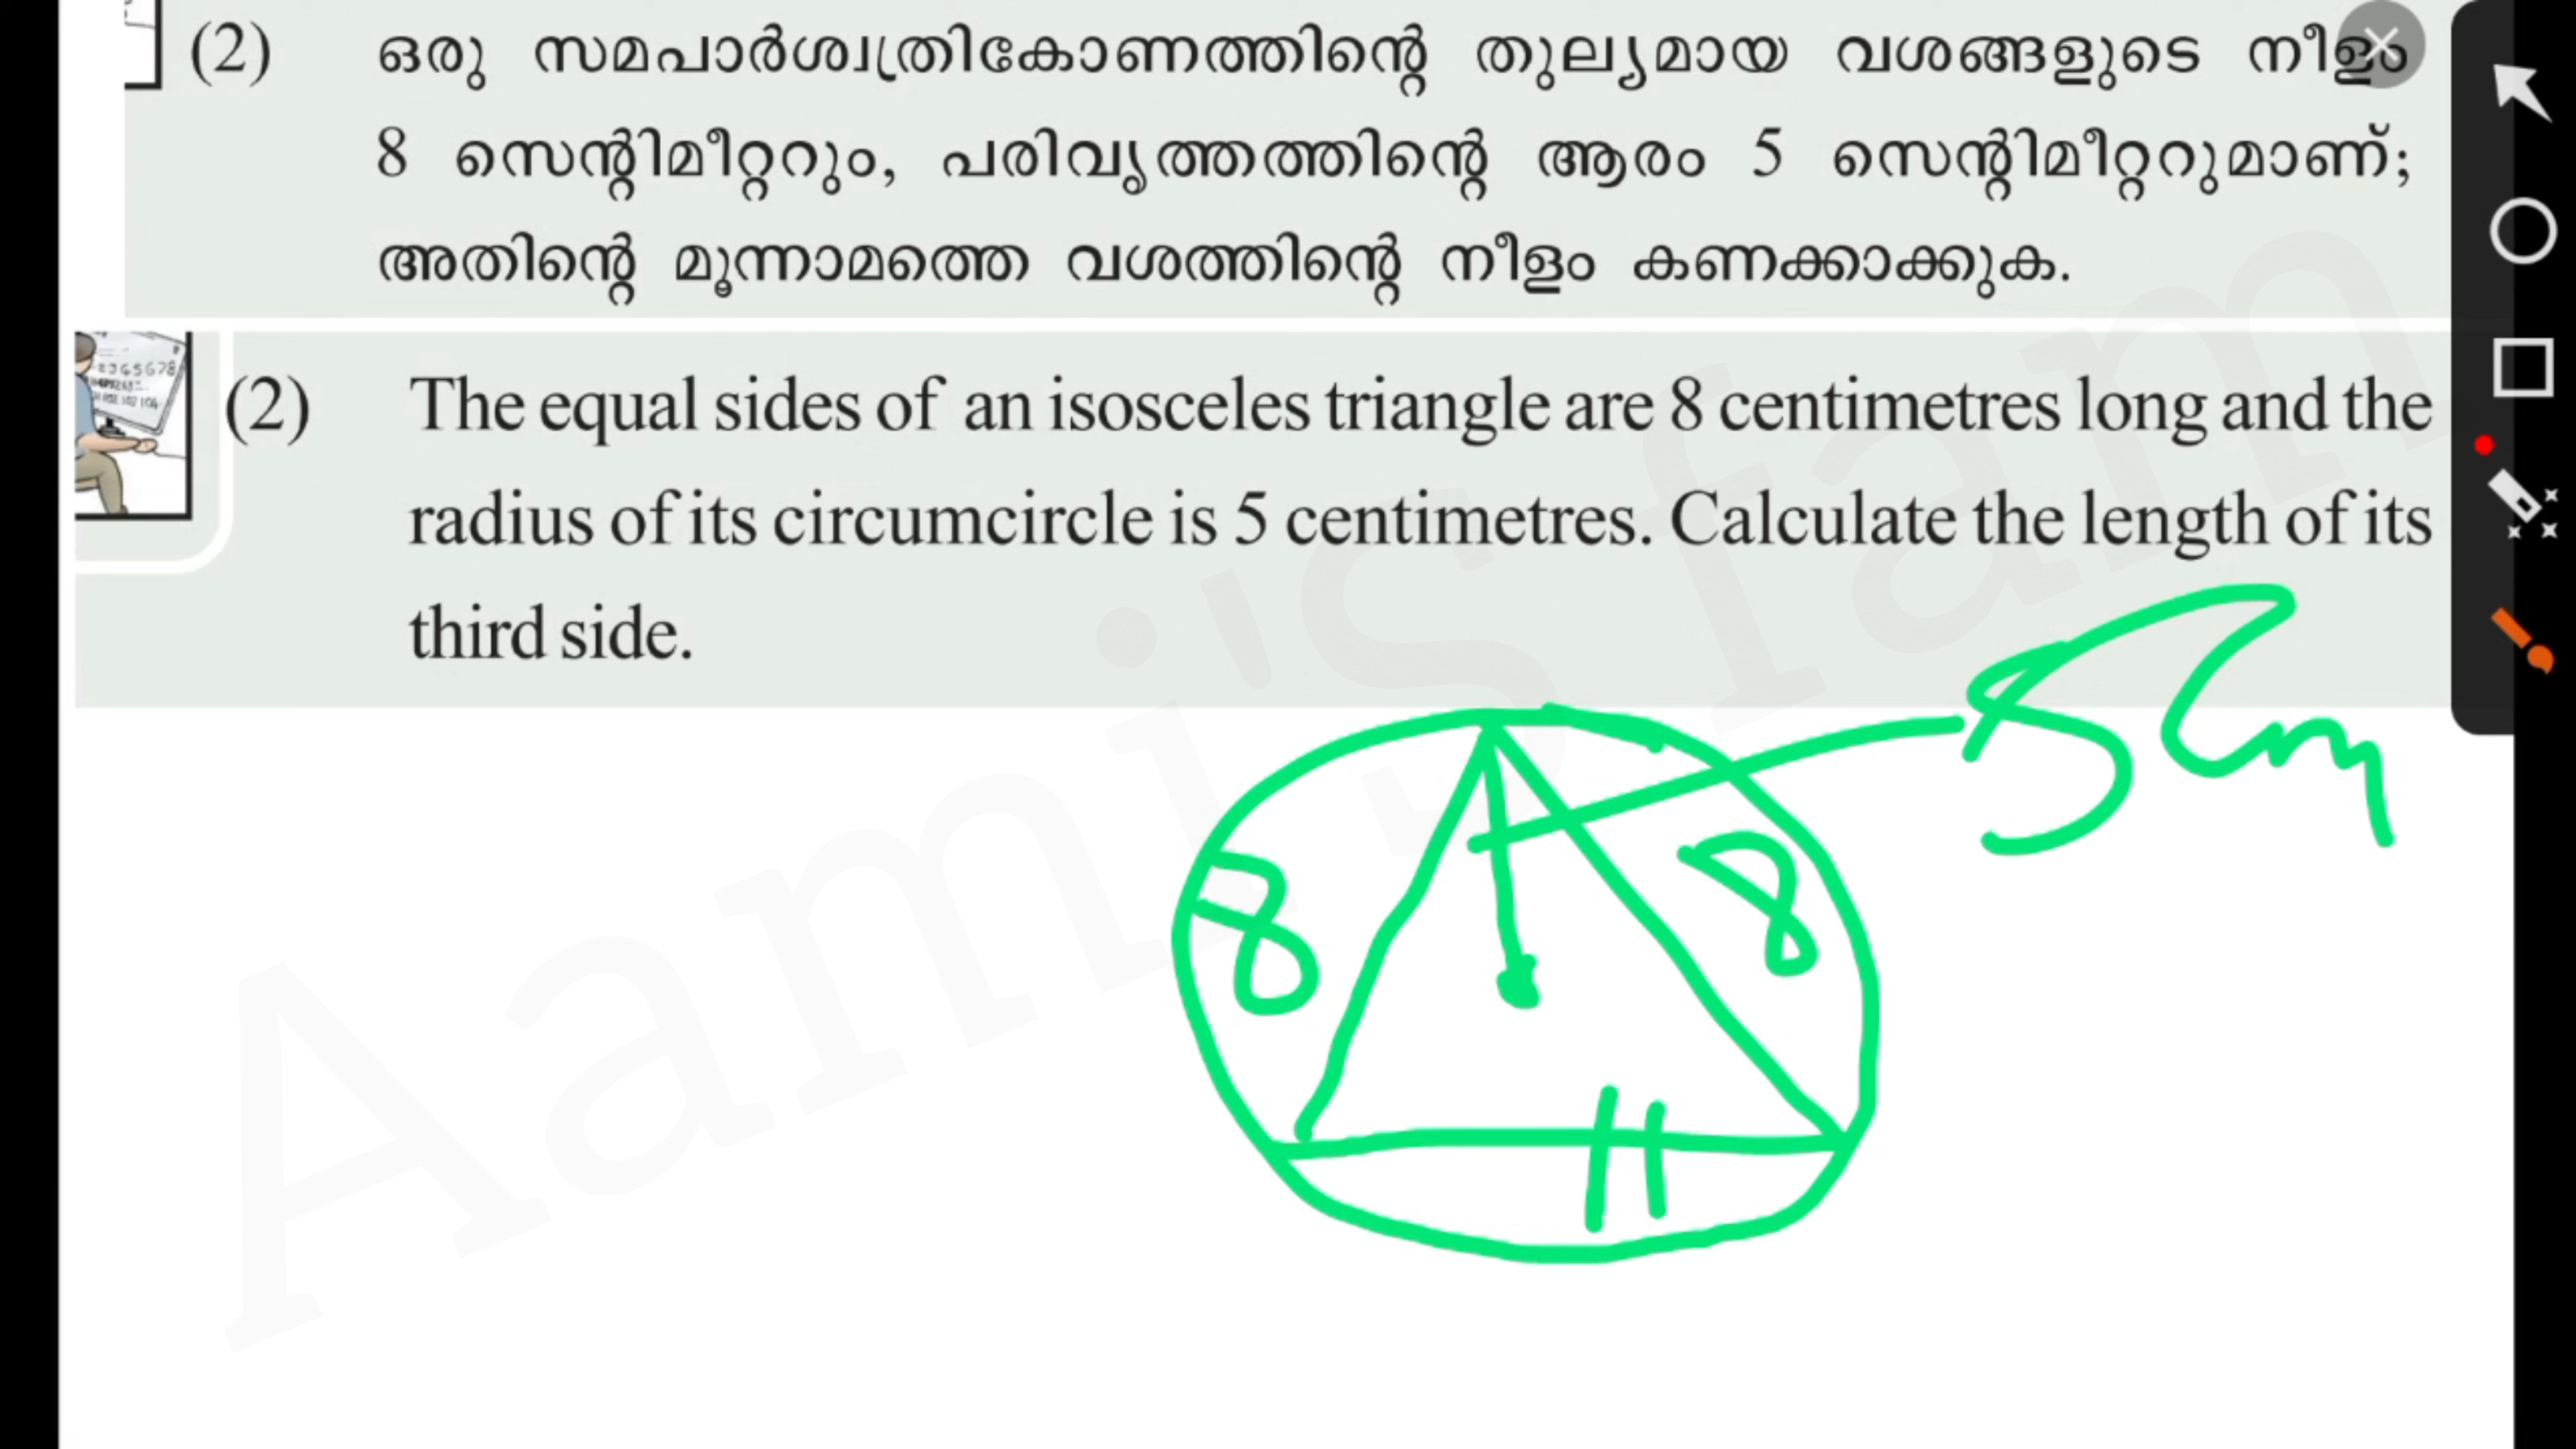 (2) ഒരു സമപാർശ്വത്രികോണത്തിന്റെ തുല്യമായ വശങ്ങളുടെ നീളം
8 സെന്റിമീറ്ററും, പരിവൃത്തത്തിന്റെ ആരം 5 സെന്റിമീറ്ററുമാണ്;
അതിന്റെ മൂന്നാമത്തെ വശത്തിന്റെ നീളം കണക്കാക്കുക.
(2) The equal sides of an isosceles triangle are 8 centimetres long and the
radius of its circumcircle is 5 centimetres. Calculate the length of its
third side.
5cm
8 8
Aami's fam